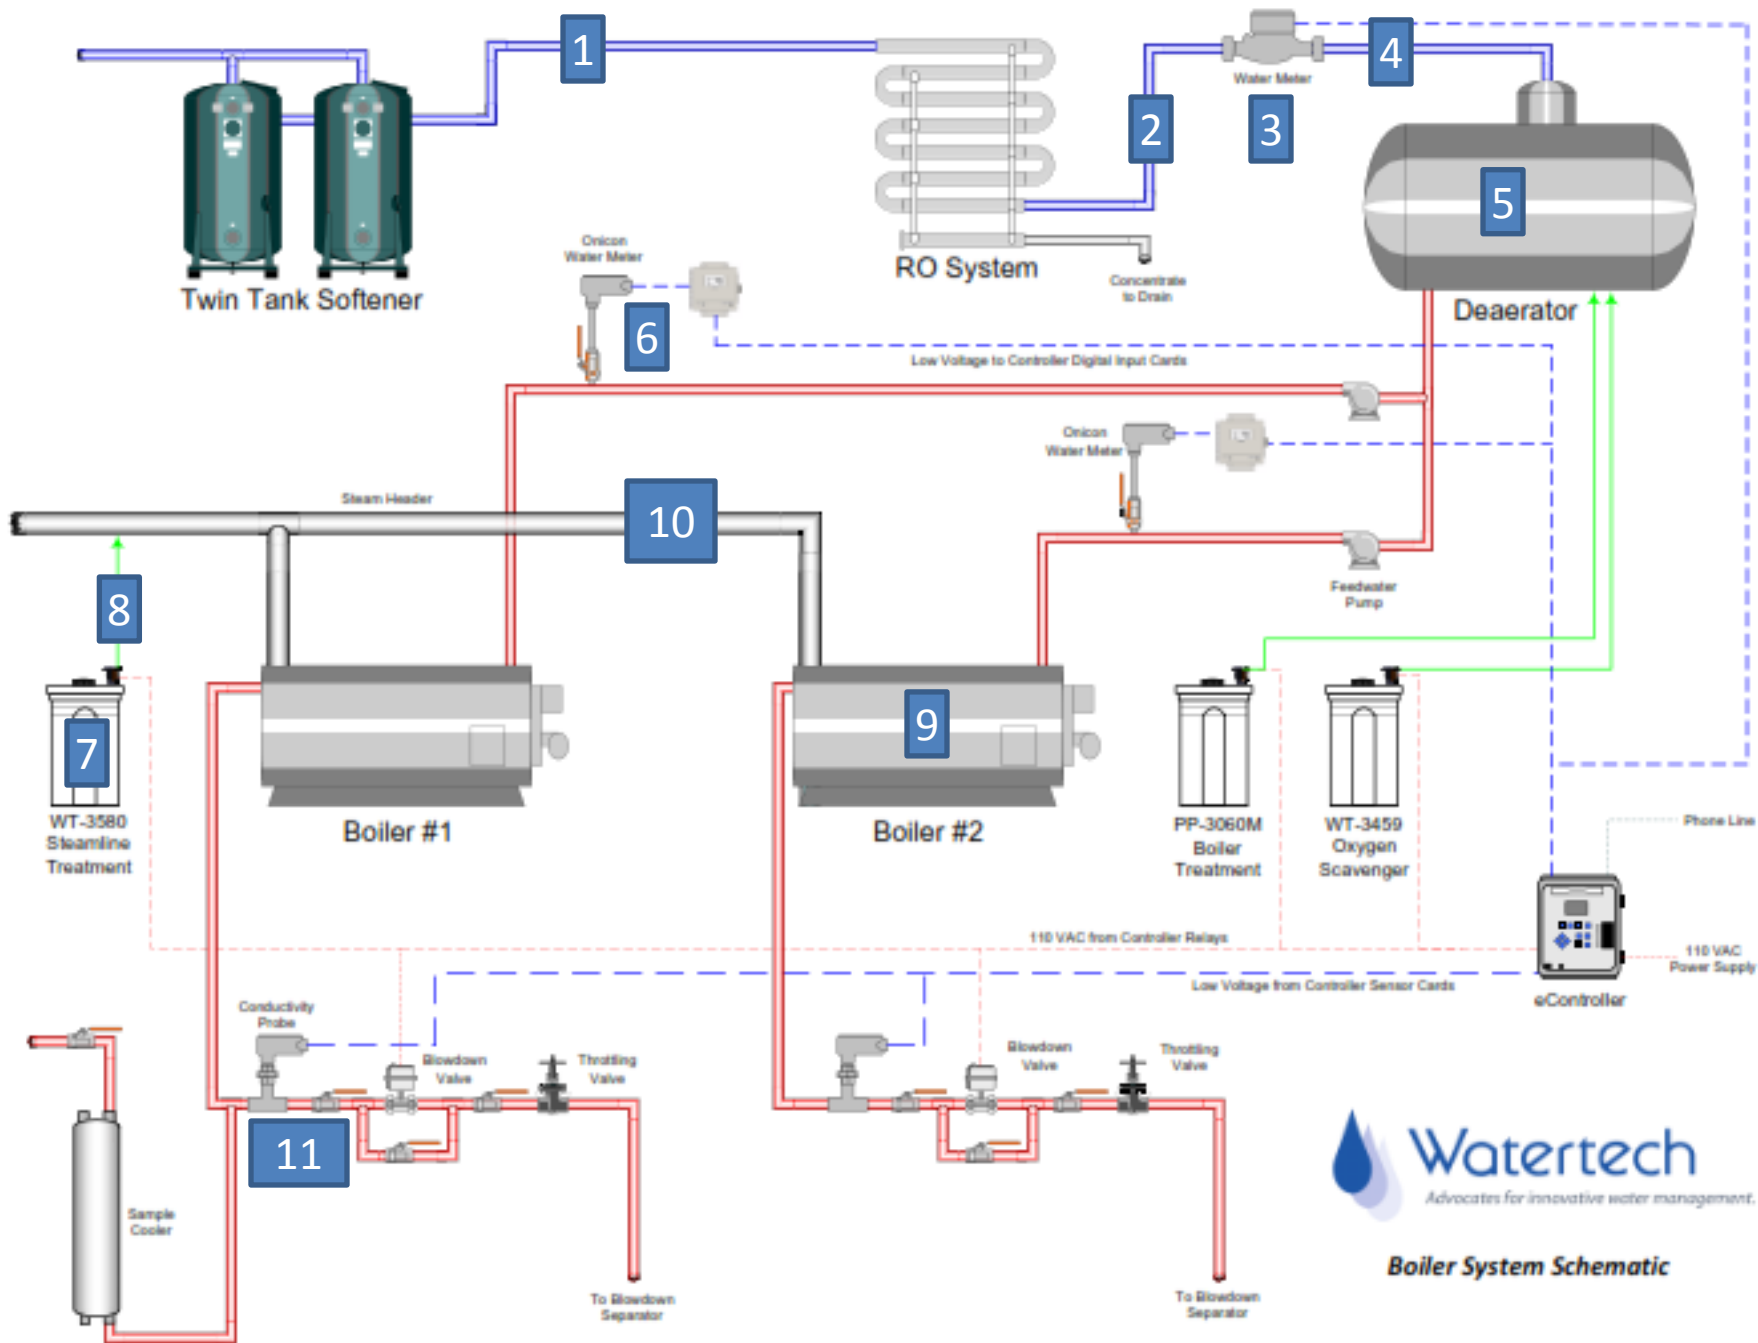 1
4
Water Meter
2
3
5
Twin Tank Softener
RO System
Concentrate
to Drain
Deaerator
Onicon
Water Meter
6
Low Voltage to Controller Digital Input Cards
Onicon
Water Meter
Steam Header
10
Feedwater
Pump
8
7
9
WT-3580
Steamline
Treatment
Boiler #1
Boiler #2
PP-3060M
Boiler
Treatment
WT-3459
Oxygen
Scavenger
Phone Line
110 VAC from Controller Relays
110 VAC
Power Supply
Low Voltage from Controller Sensor Cards
eController
Conductivity
Probe
Blowdown
Valve
Throttling
Valve
Blowdown
Valve
Throttling
Valve
11
Sample
Cooler
To Blowdown
Separator
To Blowdown
Separator
Watertech
Advocates for innovative water management.
Boiler System Schematic